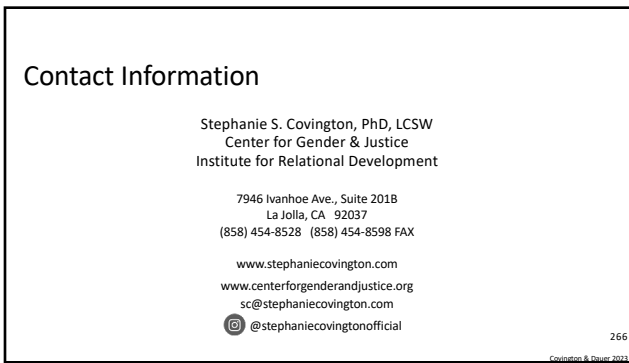 Contact Information
Stephanie S. Covington, PhD, LCSW
Center for Gender & Justice
Institute for Relational Development
7946 Ivanhoe Ave., Suite 201B
La Jolla, CA 92037
(858) 454-8528 (858) 454-8598 FAX
www.stephaniecovington.com
www.centerforgenderandjustice.org
sc@stephaniecovington.com
@stephaniecovingtonofficial
266
Covington & Dauer 2023